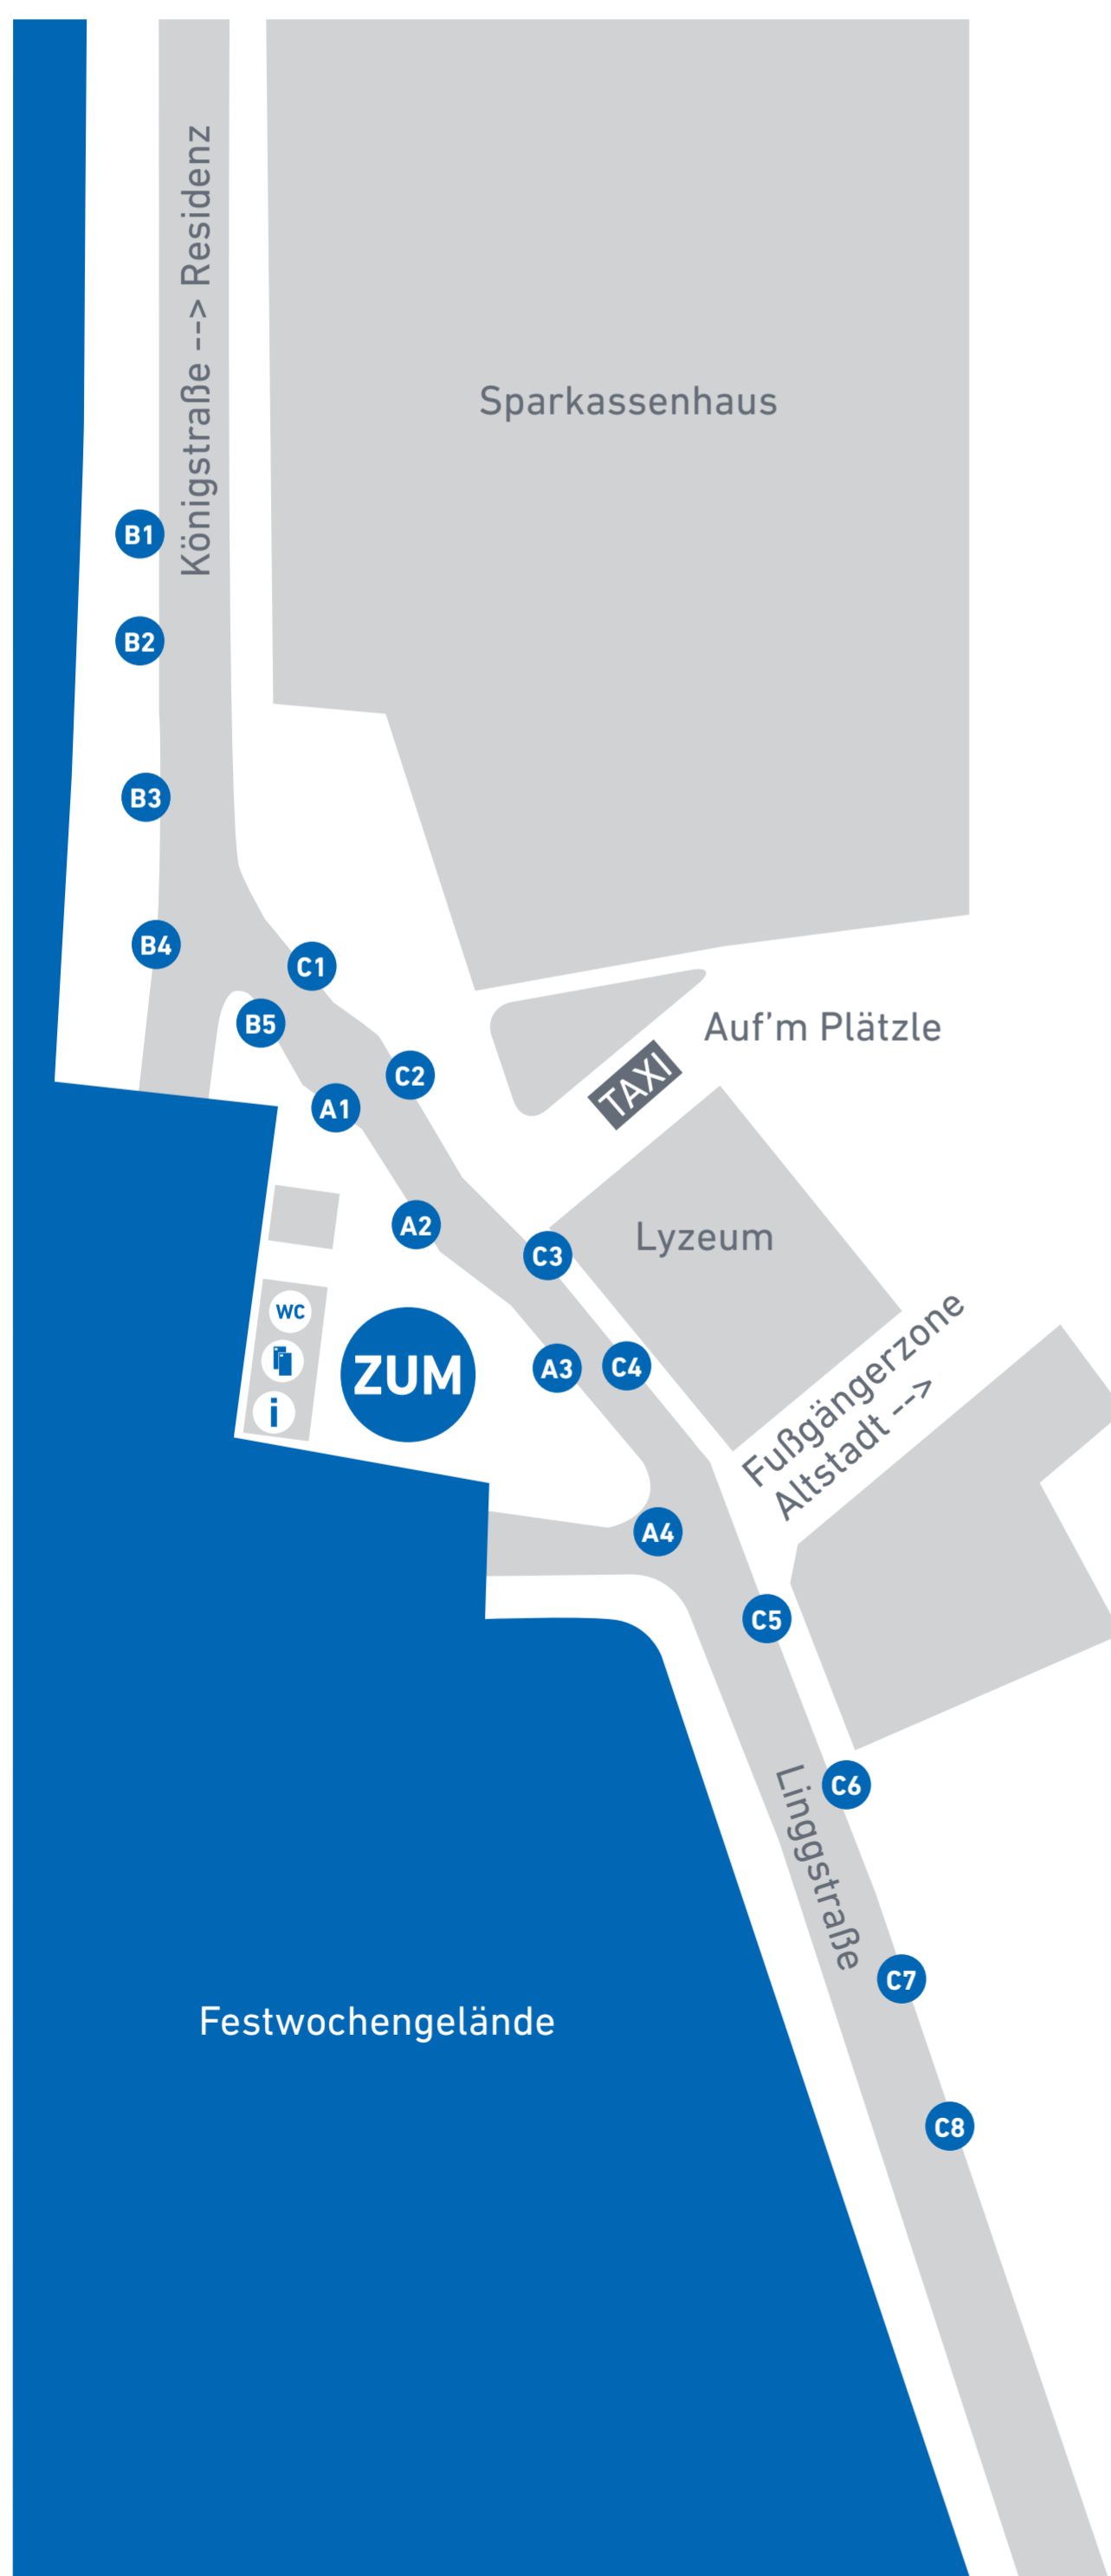 Königstraße --> Residenz
Sparkassenhaus
B1
B2
B3
B4
C1
B5
Auf’m Plätzle
TAXI
C2
A1
A2
Lyzeum
C3
WC
ZUM
A3
C4
i
Fußgängerzone
Altstadt -->
A4
C5
Linggstraße
C6
C7
Festwochengelände
C8